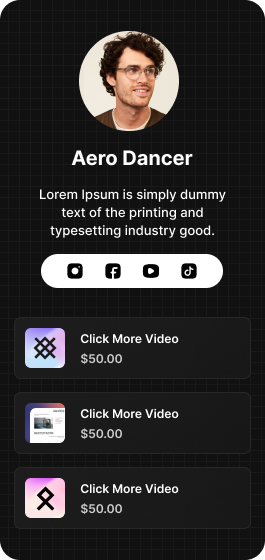 Aero Dancer
Lorem Ipsum is simply dummy
text of the printing and
typesetting industry good.
Click More Video
$50.00
Click More Video
$50.00
Click More Video
$50.00